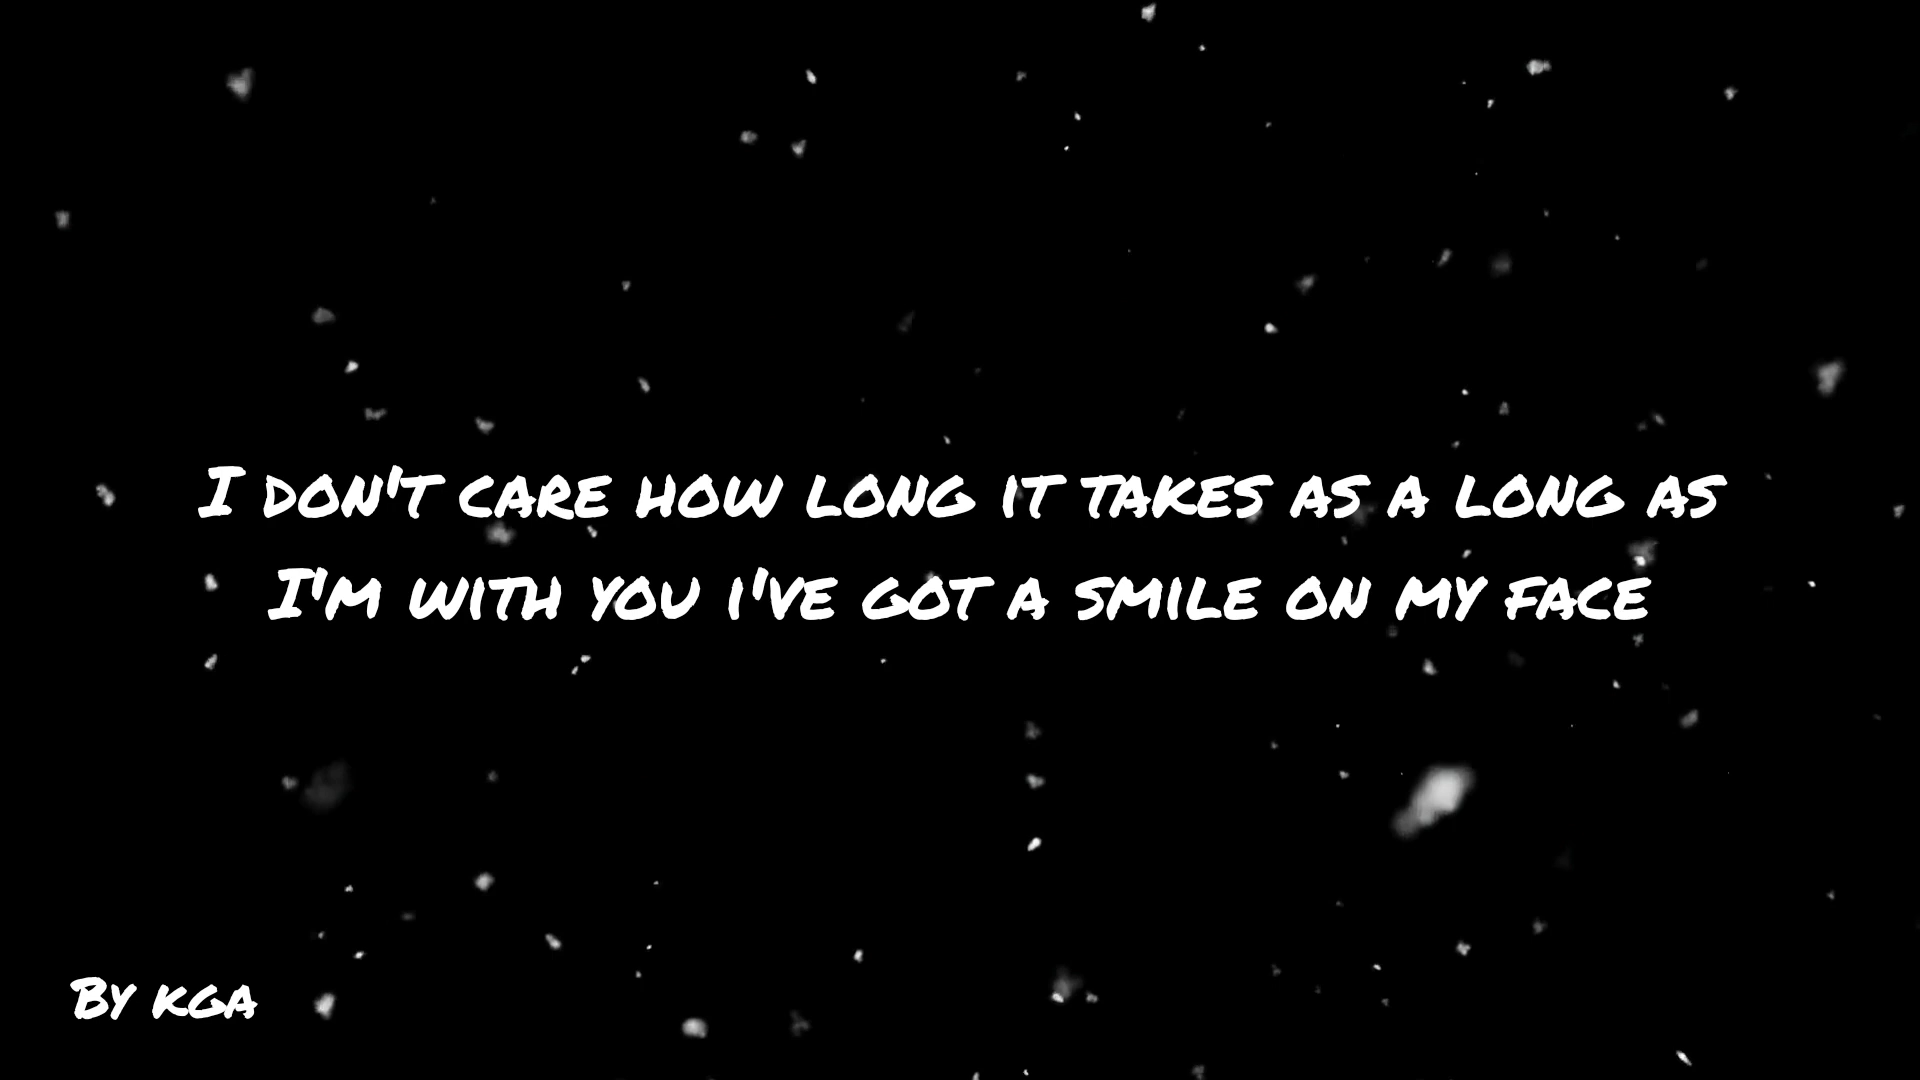 I don't care how long it takes as a long as
I'm with you i've got a smile on my face
By kga